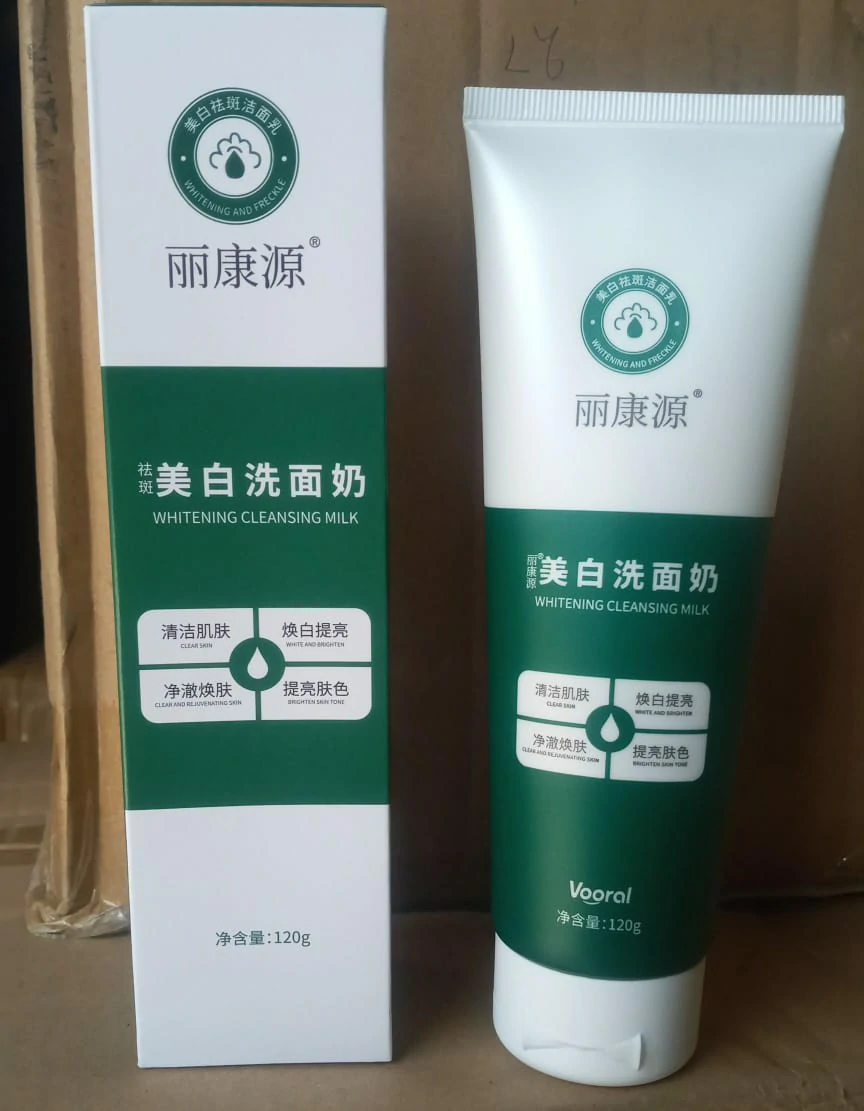 L6
美白祛斑洁面乳
WHITENING AND FRECKLE
丽康源®
祛斑
美白洗面奶
WHITENING CLEANSING MILK
清洁肌肤
CLEAR SKIN
焕白提亮
WHITE AND BRIGHTEN
净澈焕肤
CLEAR AND REJUVENATING SKIN
提亮肤色
BRIGHTEN SKIN TONE
净含量:120g
美白祛斑洁面乳
WHITENING AND FRECKLE
丽康源®
丽康源®
美白洗面奶
WHITENING CLEANSING MILK
清洁肌肤
CLEAR SKIN
焕白提亮
WHITE AND BRIGHTEN
净澈焕肤
CLEAR AND REJUVENATING SKIN
提亮肤色
BRIGHTEN SKIN TONE
Vooral
净含量:120g